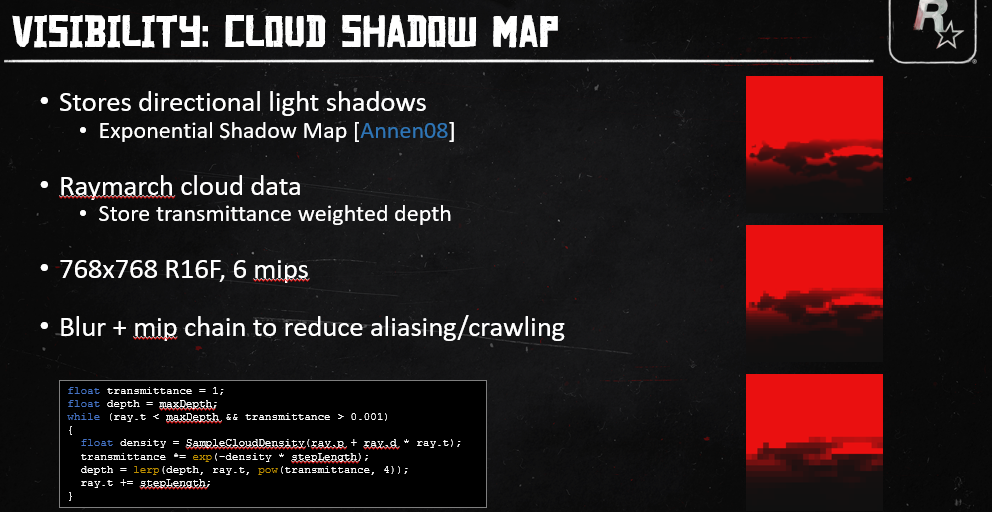 VISIBILITY: CLOUD SHADOW MAP
R
• Stores directional light shadows
• Exponential Shadow Map [Annen08]
• Raymarch cloud data
• Store transmittance weighted depth
• 768x768 R16F, 6 mips
• Blur + mip chain to reduce aliasing/crawling
float transmittance = 1;
float depth = maxDepth;
while (ray.t < maxDepth && transmittance > 0.001)
{
float density = SampleCloudDensity(ray.p + ray.d * ray.t);
transmittance *= exp(-density * stepLength);
depth = lerp(depth, ray.t, pow(transmittance, 4));
ray.t += stepLength;
}